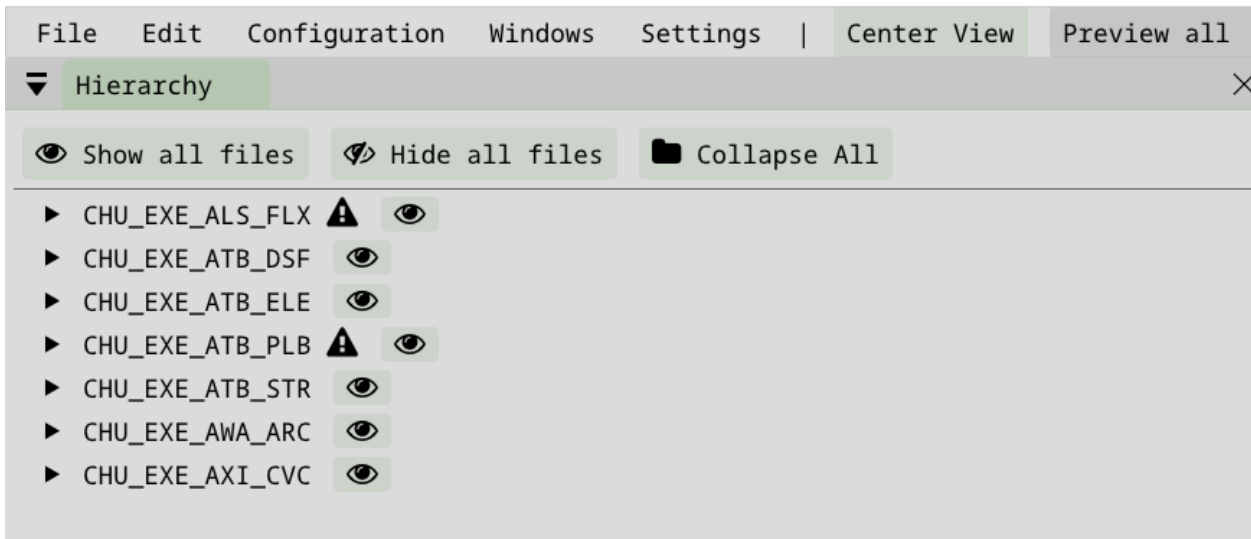 File Edit Configuration Windows Settings | Center View Preview all
Hierarchy
Show all files Hide all files Collapse All
CHU_EXE_ALS_FLX
CHU_EXE_ATB_DSF
CHU_EXE_ATB_ELE
CHU_EXE_ATB_PLB
CHU_EXE_ATB_STR
CHU_EXE_AWA_ARC
CHU_EXE_AXI_CVC